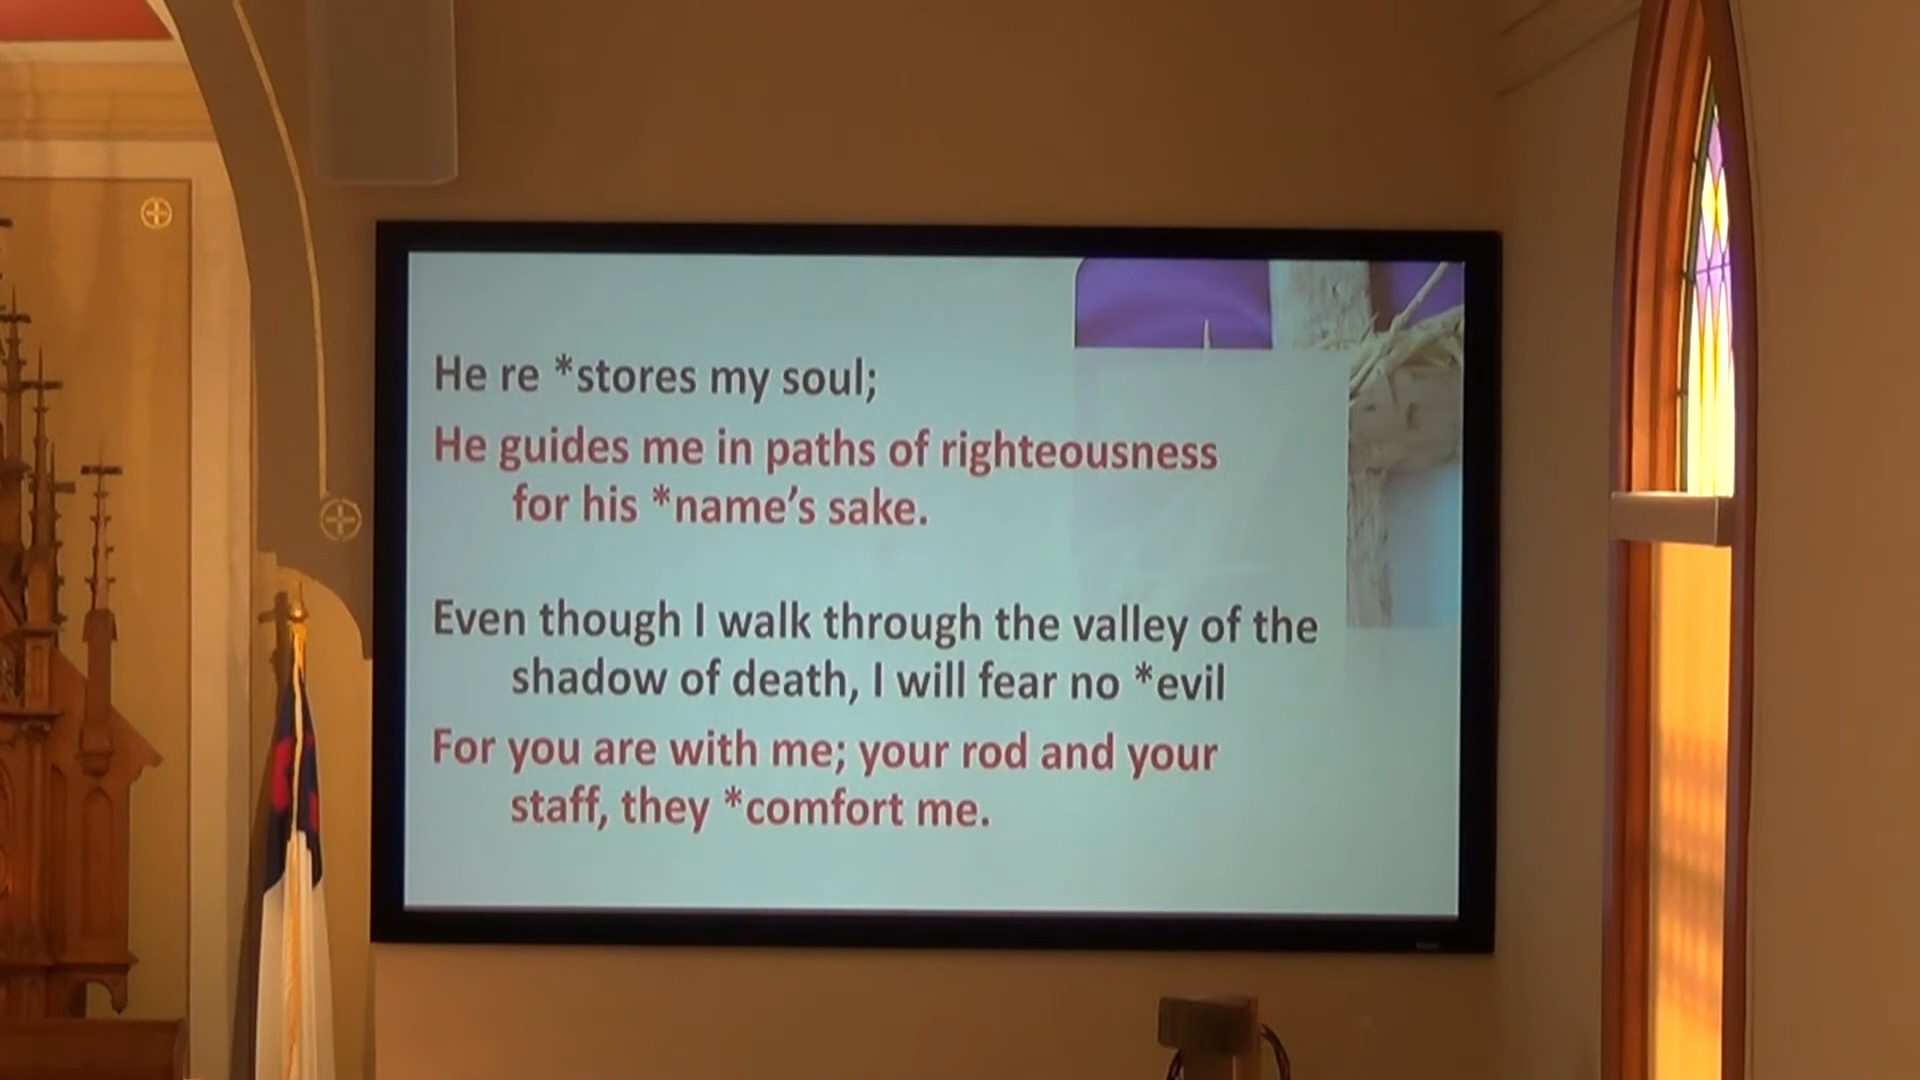 He re *stores my soul;
He guides me in paths of righteousness
for his *name’s sake.
Even though I walk through the valley of the
shadow of death, I will fear no *evil
For you are with me; your rod and your
staff, they *comfort me.